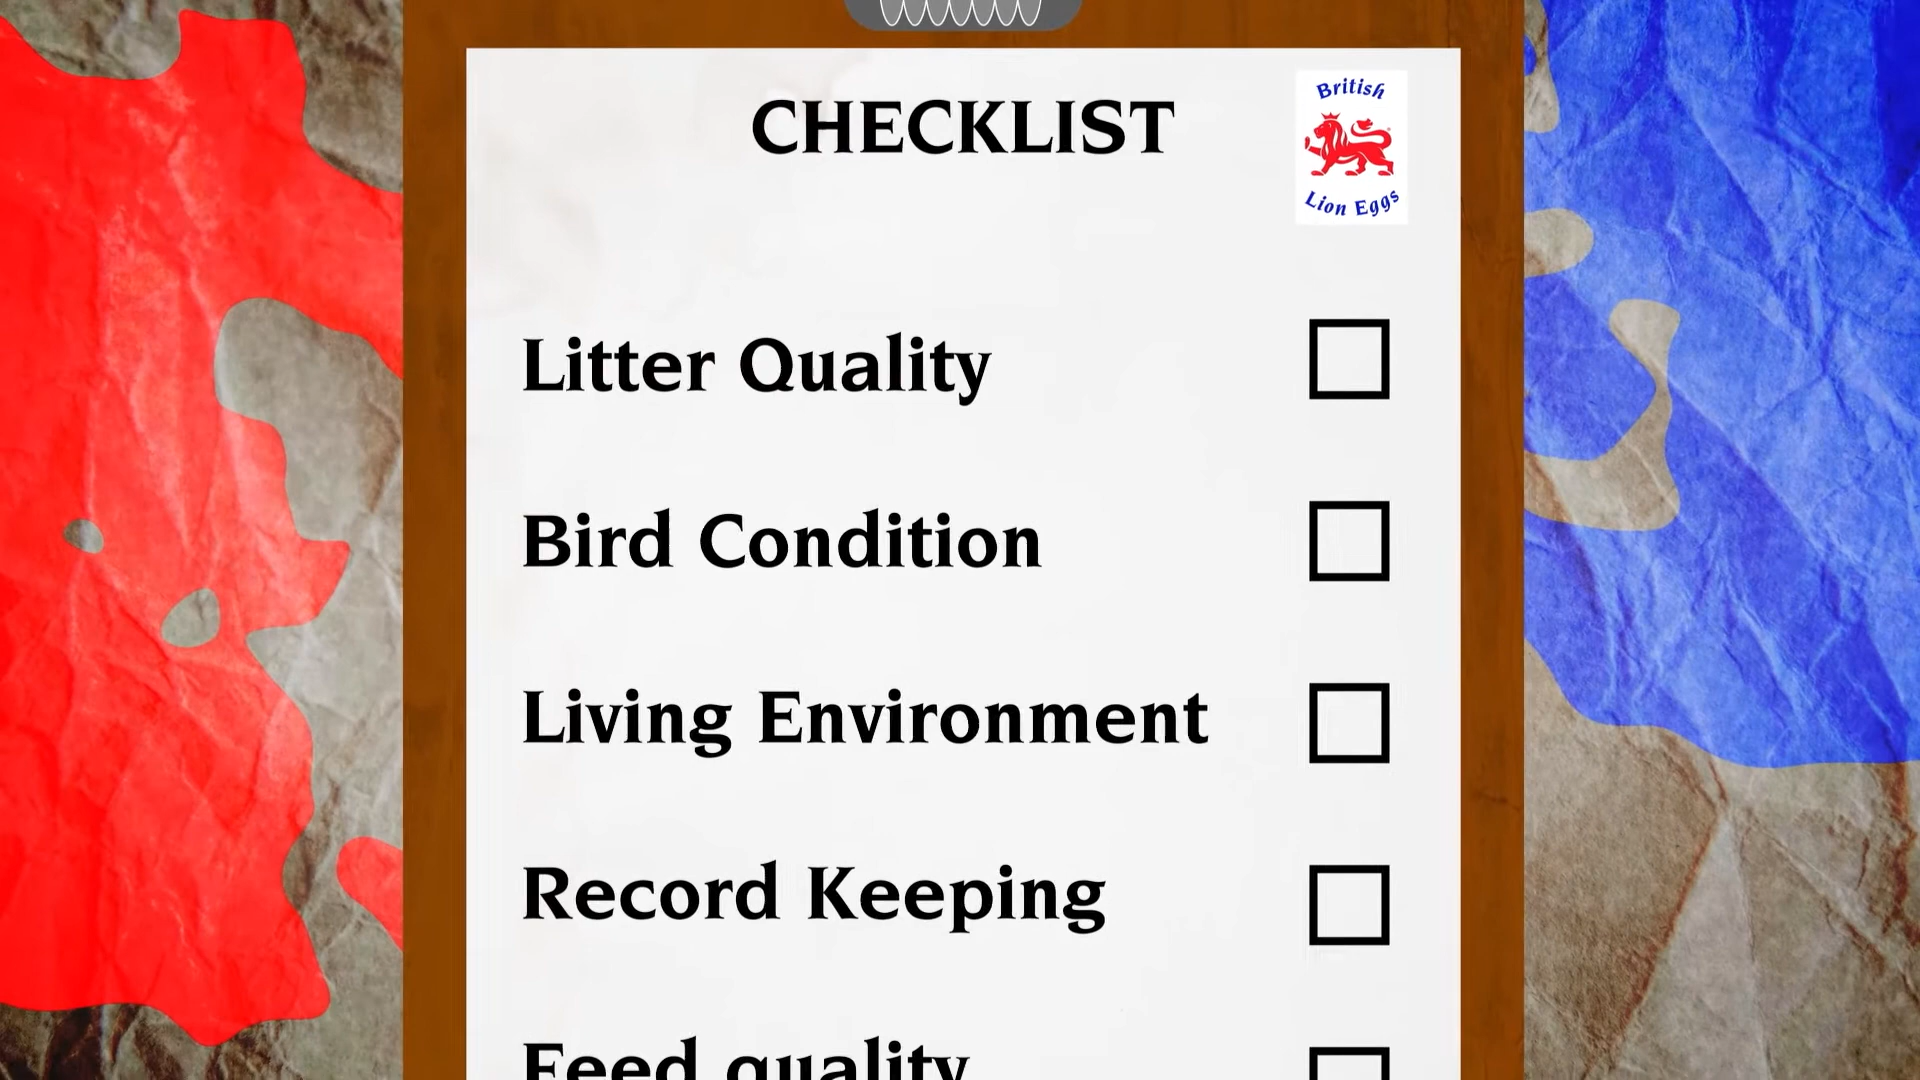 CHECKLIST
British
Lion Eggs
Litter Quality
Bird Condition
Living Environment
Record Keeping
Feed quality